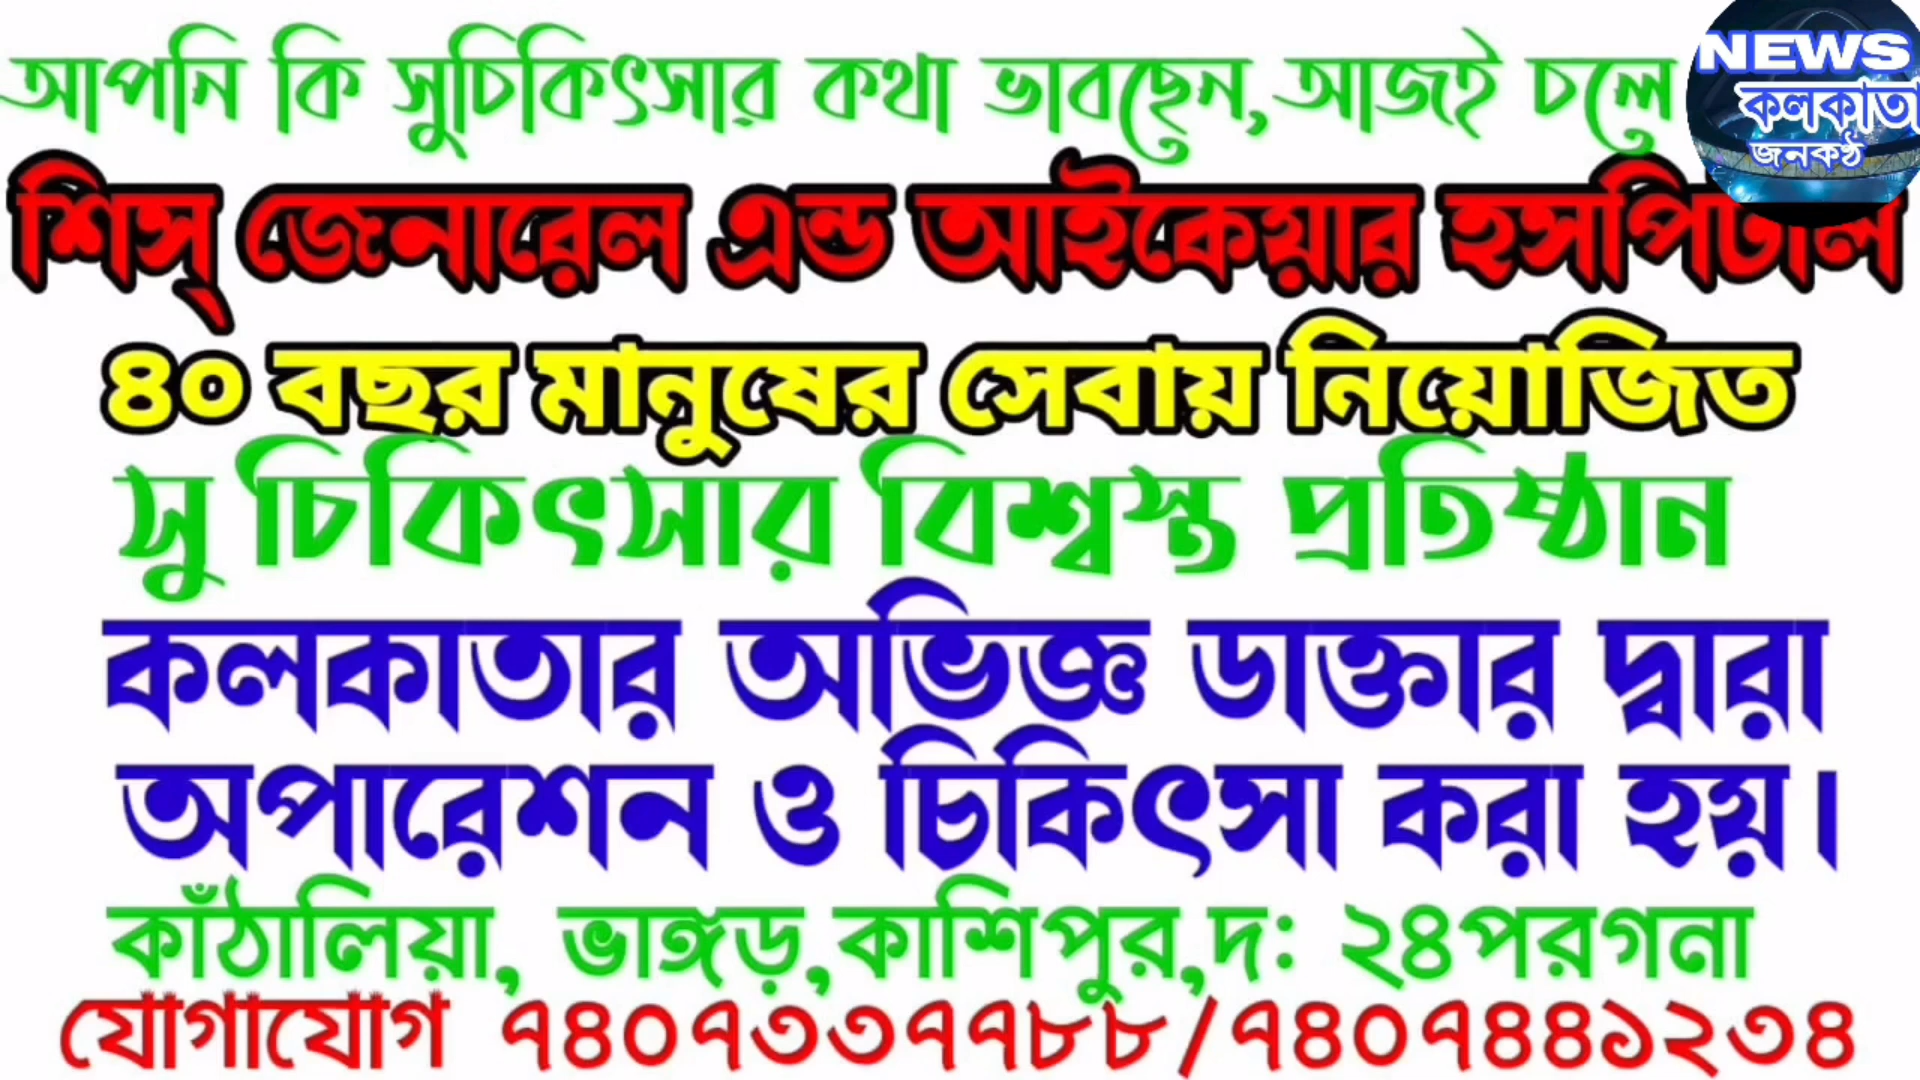 আপনি কি সুচিকিৎসার কথা ভাবছেন,আজই চলে
NEWS
কলকাতা
জনকণ্ঠ
শিস্ জেনারেল এন্ড আইকেয়ার হসপিটাল
৪০ বছর মানুষের সেবায় নিয়োজিত
সু চিকিৎসার বিশ্বস্ত প্রতিষ্ঠান
কলকাতার অভিজ্ঞ ডাক্তার দ্বারা
অপারেশন ও চিকিৎসা করা হয়।
কাঁঠালিয়া, ভাঙ্গড়,কাশিপুর,দঃ ২৪পরগনা
যোগাযোগ ৭৪০৭৩৩৭৭৮৮/৭৪০৭৪৪১২৩৪